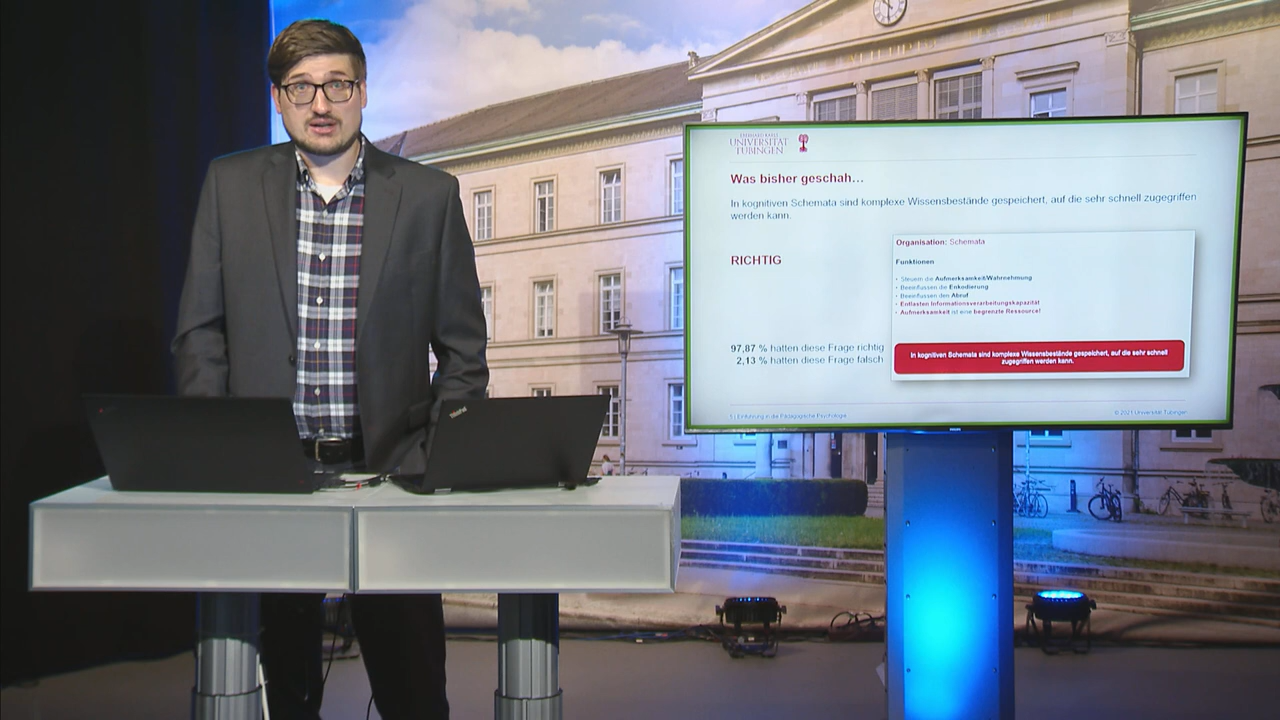 EBERHARD KARLS
UNIVERSITÄT
TÜBINGEN
Was bisher geschah…
In kognitiven Schemata sind komplexe Wissensbestände gespeichert, auf die sehr schnell zugegriffen
werden kann.
RICHTIG
Organisation: Schemata
Funktionen
• Steuern die Aufmerksamkeit/Wahrnehmung
• Beeinflussen die Enkodierung
• Beeinflussen den Abruf
• Entlasten Informationsverarbeitungskapazität
• Aufmerksamkeit ist eine begrenzte Ressource!
In kognitiven Schemata sind komplexe Wissensbestände gespeichert, auf die sehr schnell
zugegriffen werden kann.
97,87 % hatten diese Frage richtig
2,13 % hatten diese Frage falsch
5 | Einführung in die Pädagogische Psychologie
© 2021 Universität Tübingen
PHILIPS
ThinkPad